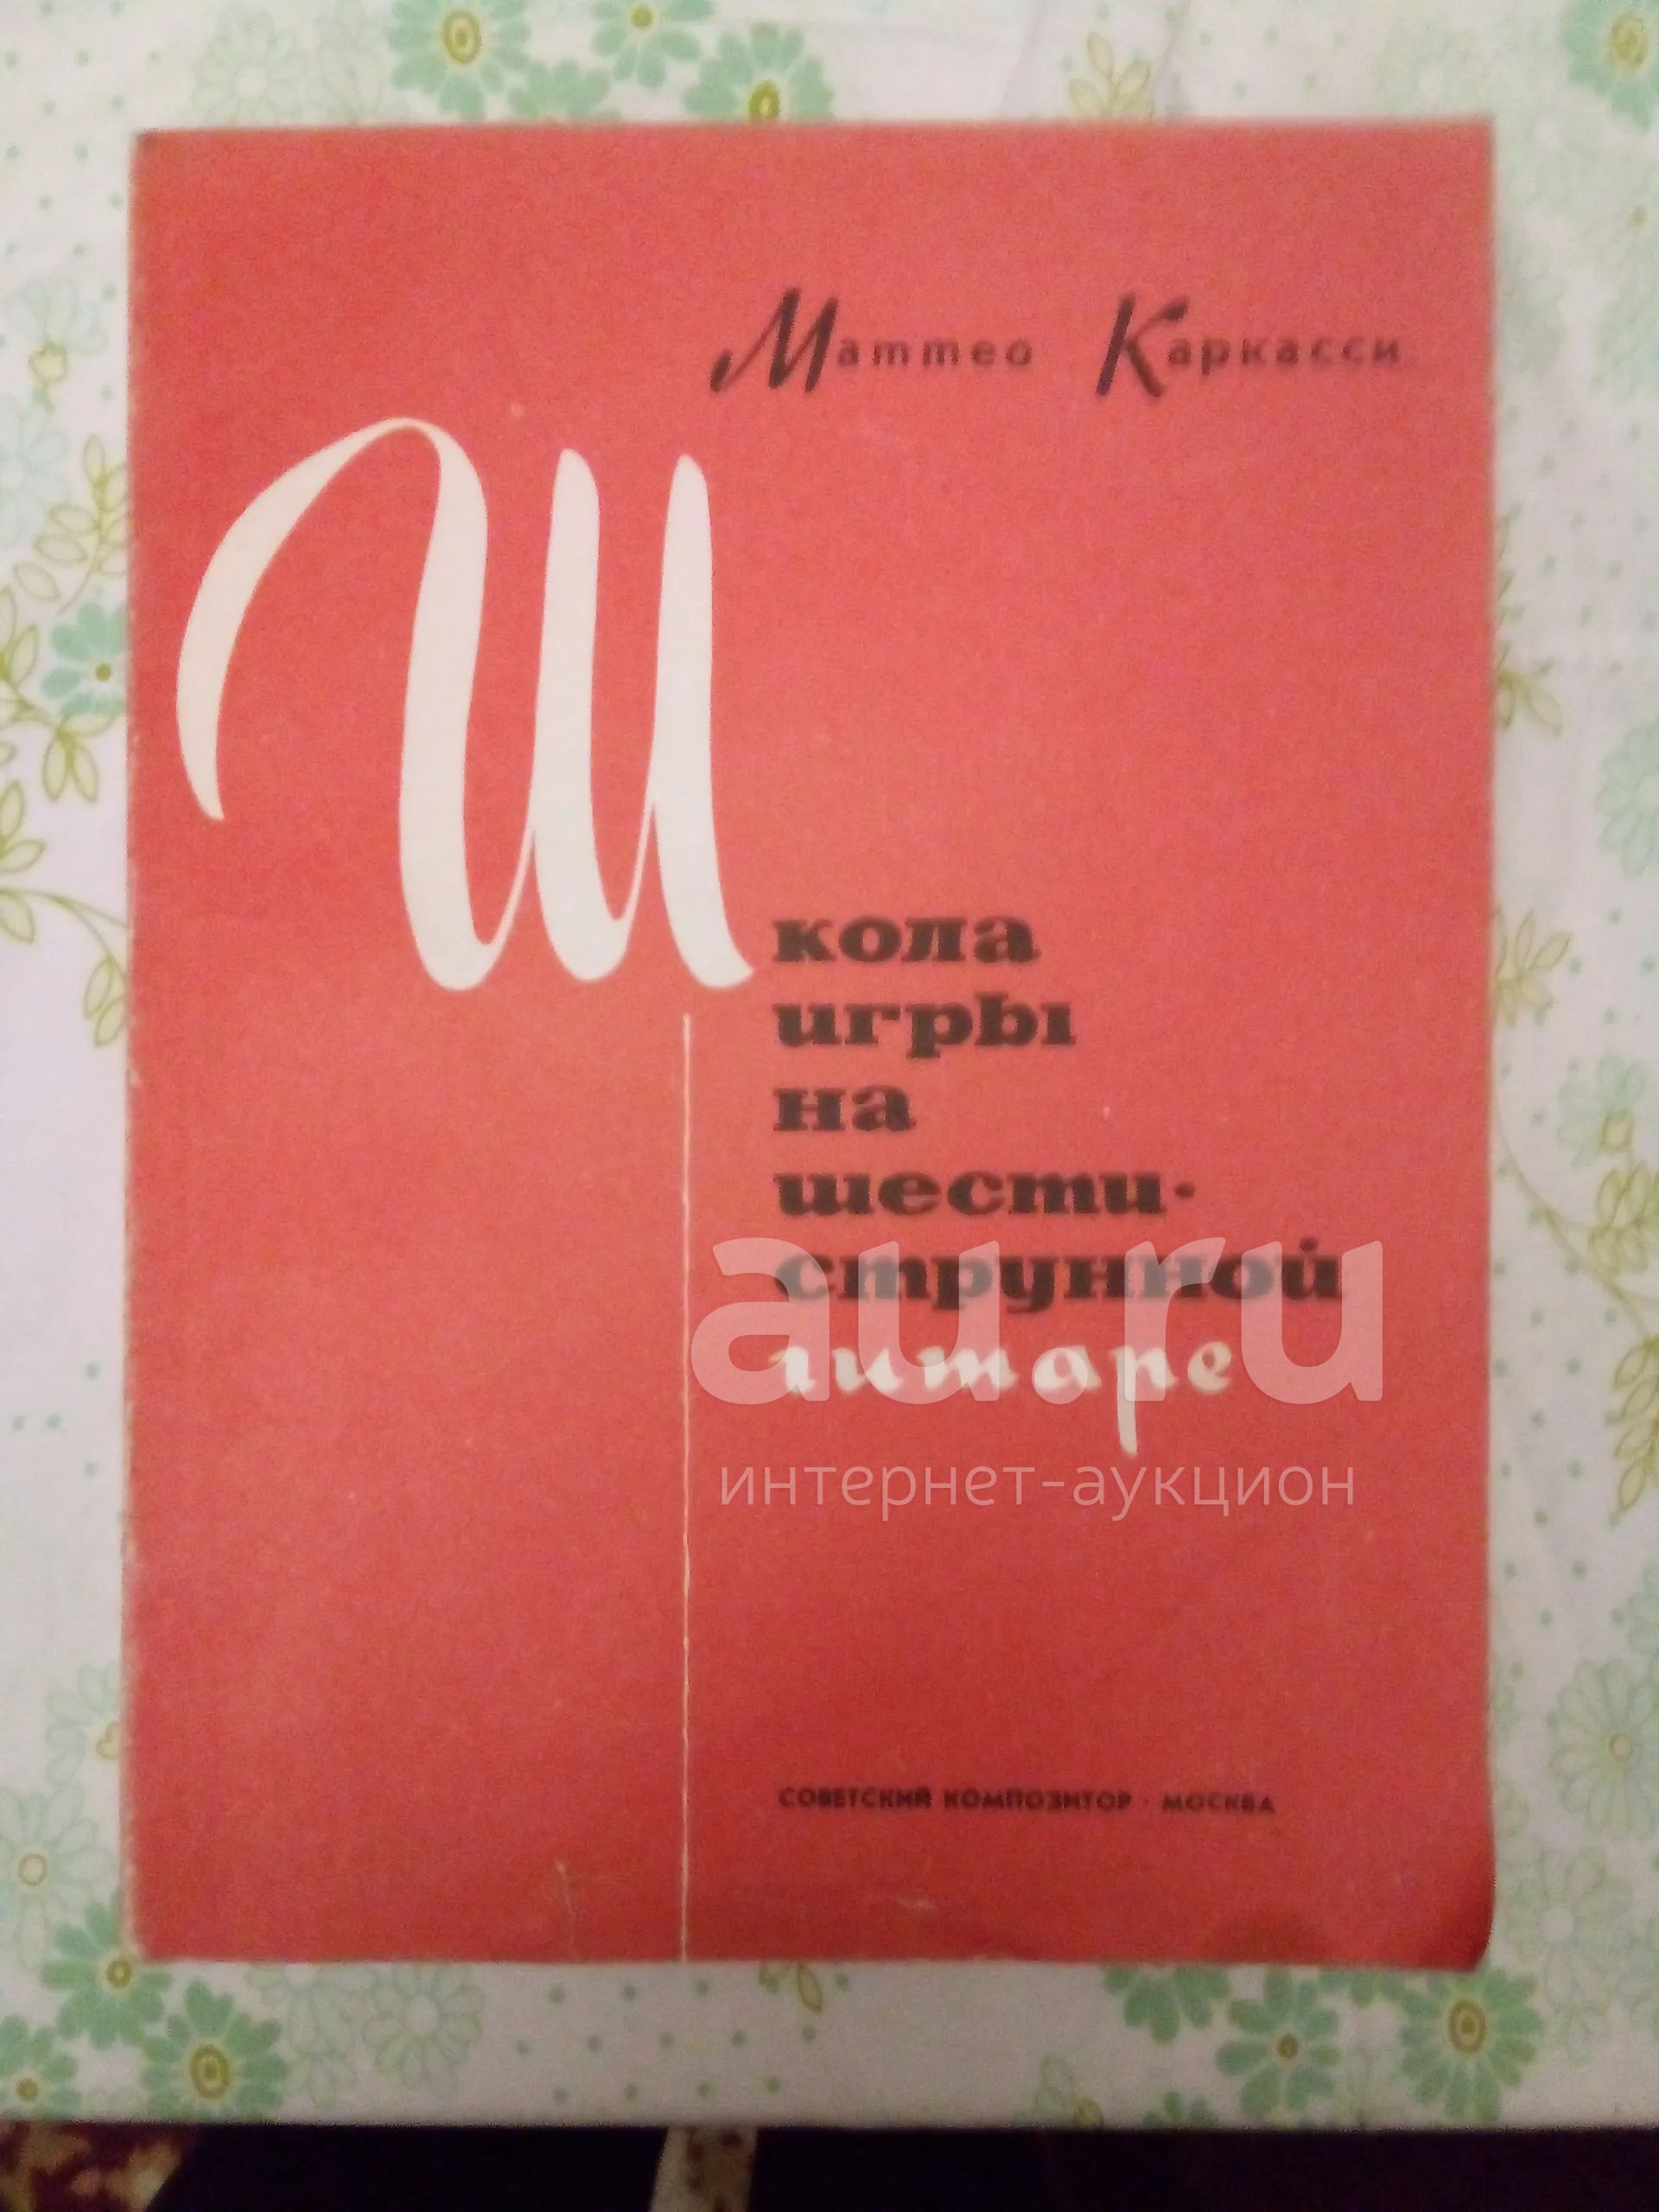 Маттео Каркасси
Школа
игры
на
шести-
струнной
гитаре
au.ru
интернет-аукцион
СОВЕТСКИЙ КОМПОЗИТОР · МОСКВА